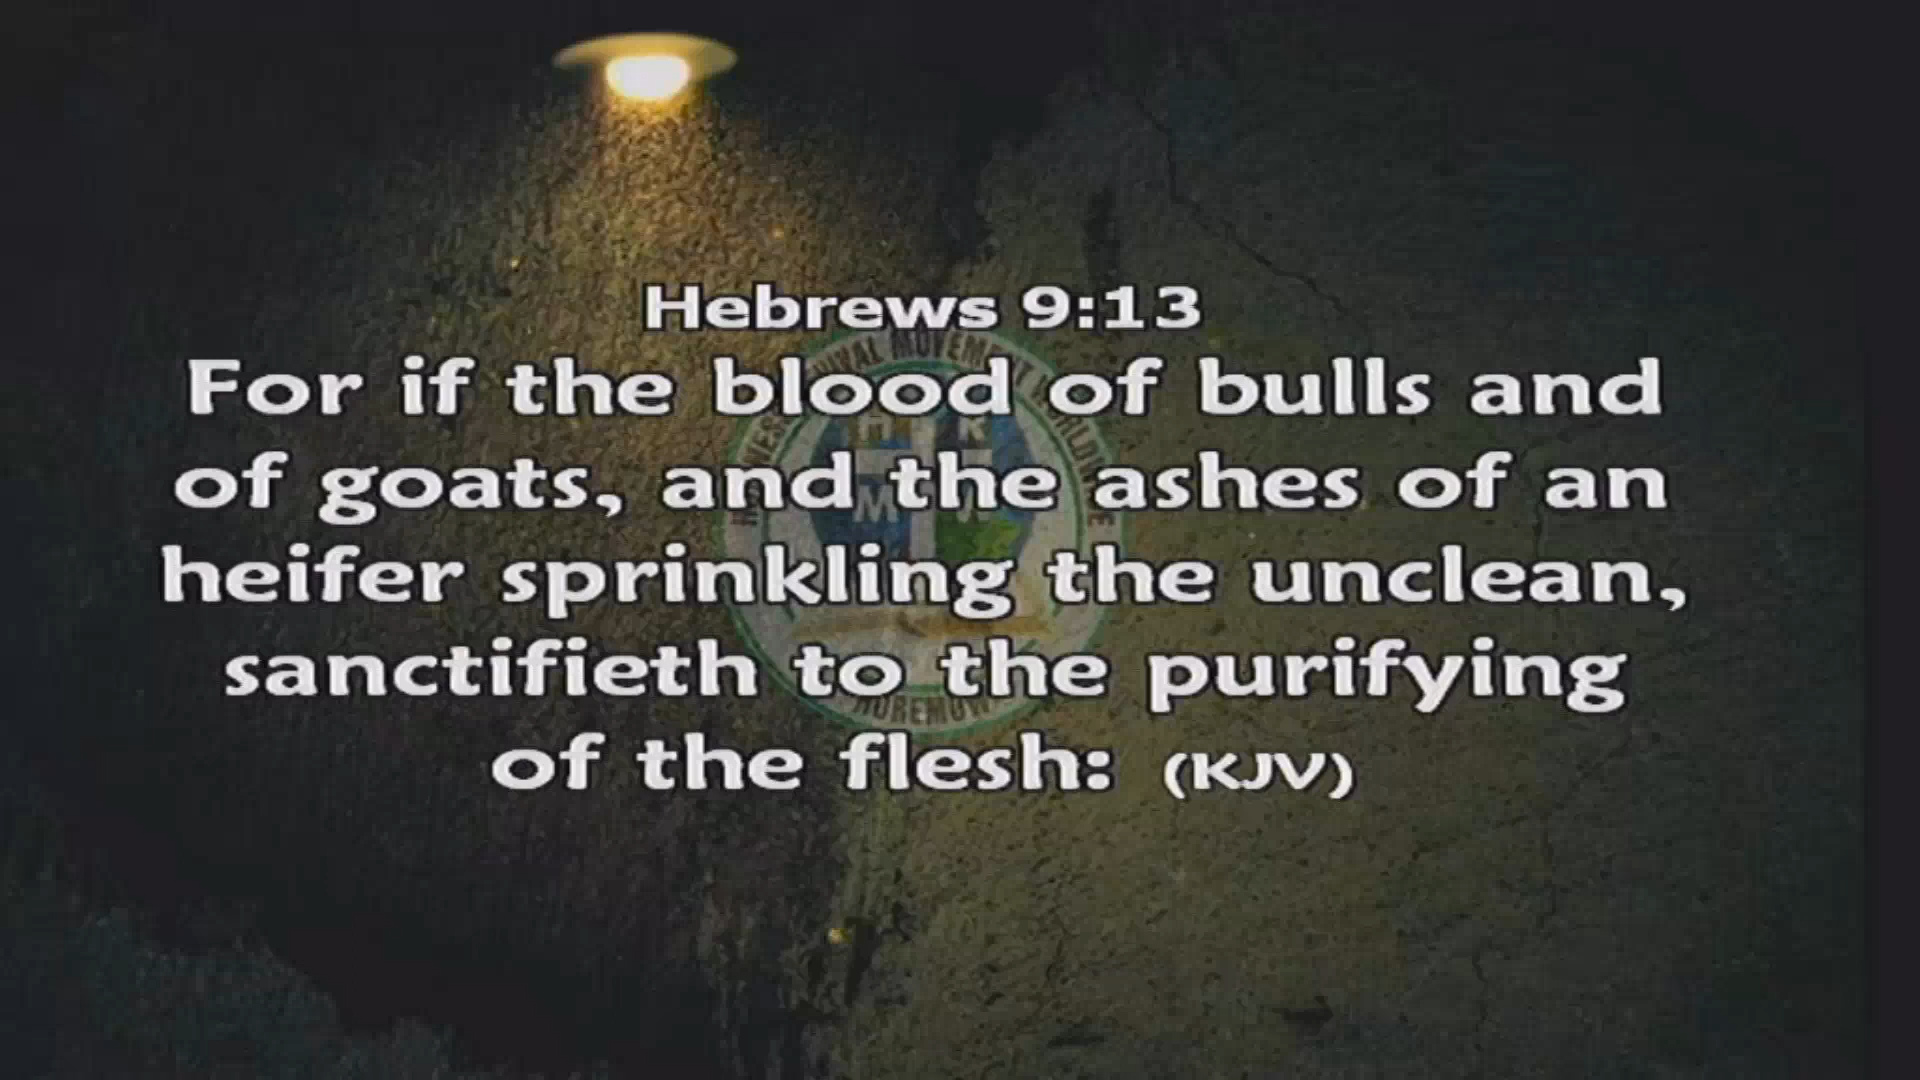 Hebrews 9:13
For if the blood of bulls and
of goats, and the ashes of an
heifer sprinkling the unclean,
sanctifieth to the purifying
of the flesh: (KJV)
MOVEMENT
H R
M